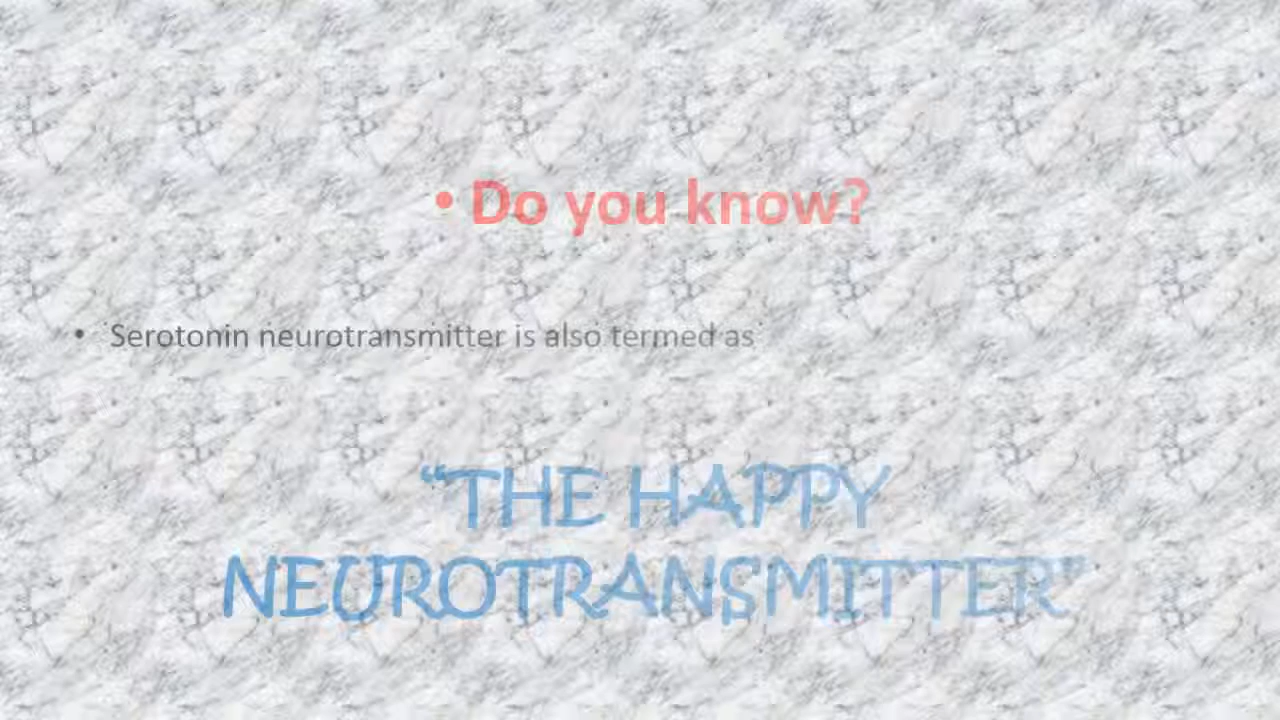 • Do you know?
• Serotonin neurotransmitter is also termed as
“THE HAPPY
NEUROTRANSMITTER”